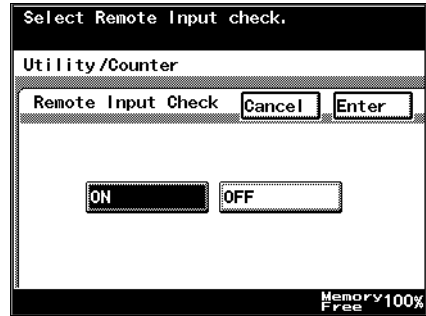 Select Remote Input check.
Utility/Counter
Remote Input Check Cancel Enter
ON OFF
Memory 100%
Free